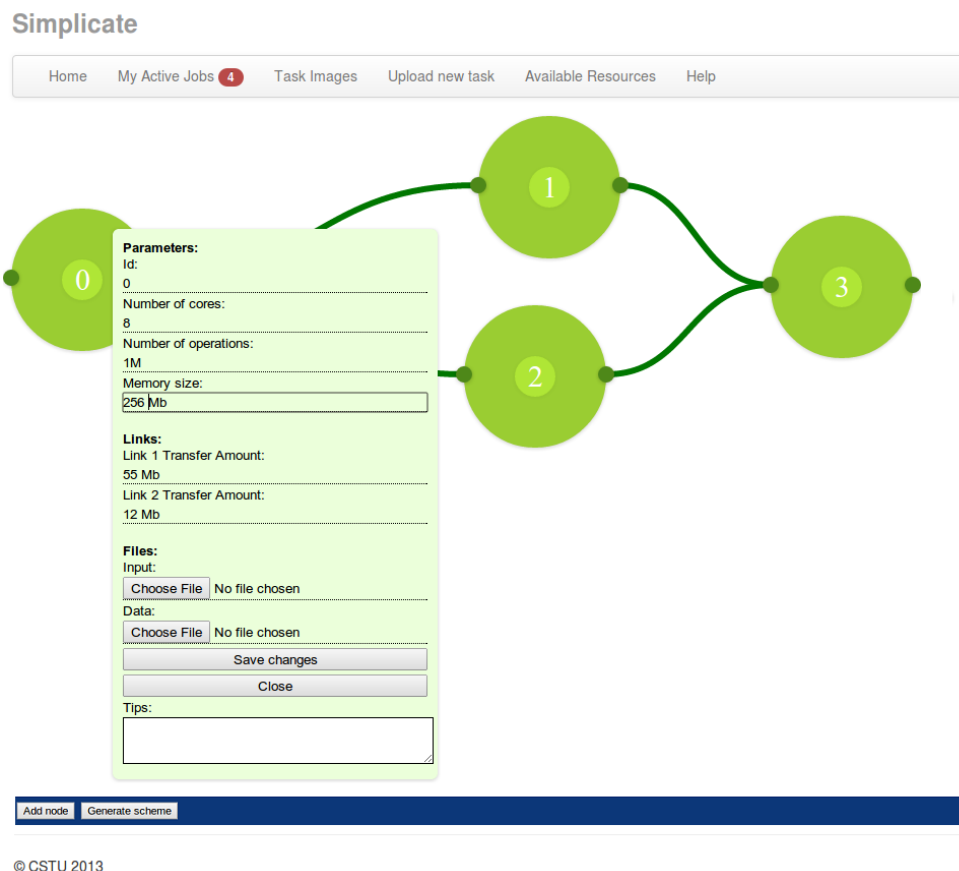 Simplicate
Home My Active Jobs 4 Task Images Upload new task Available Resources Help
1
0
3
2
Parameters:
Id:
0
Number of cores:
8
Number of operations:
1M
Memory size:
256 Mb
Links:
Link 1 Transfer Amount:
55 Mb
Link 2 Transfer Amount:
12 Mb
Files:
Input:
Choose File No file chosen
Data:
Choose File No file chosen
Save changes
Close
Tips:
Add node Generate scheme
© CSTU 2013